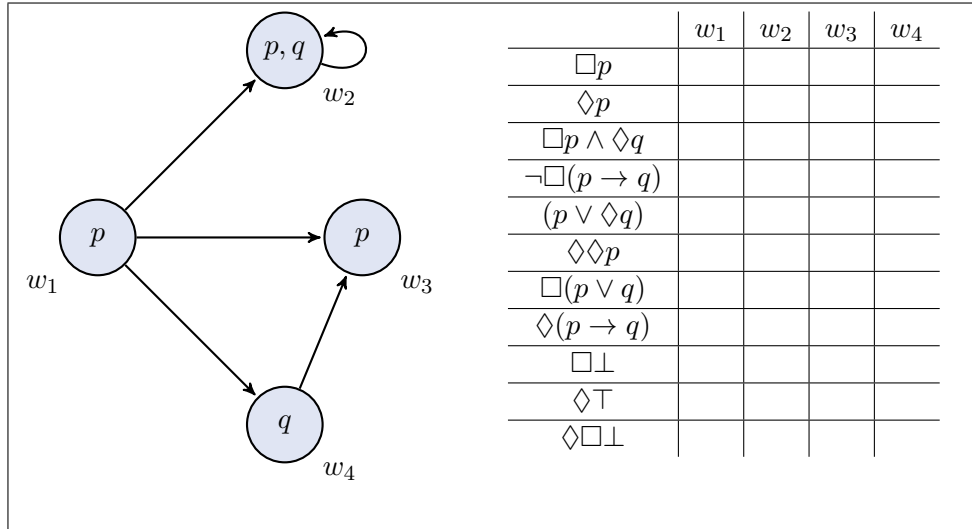 p, q
w₂
p
w₁
p
w₃
q
w₄
w₁ w₂ w₃ w₄
□p
◊p
□p ∧ ◊q
¬□(p → q)
(p ∨ ◊q)
◊◊p
□(p ∨ q)
◊(p → q)
□⊥
◊⊤
◊□⊥